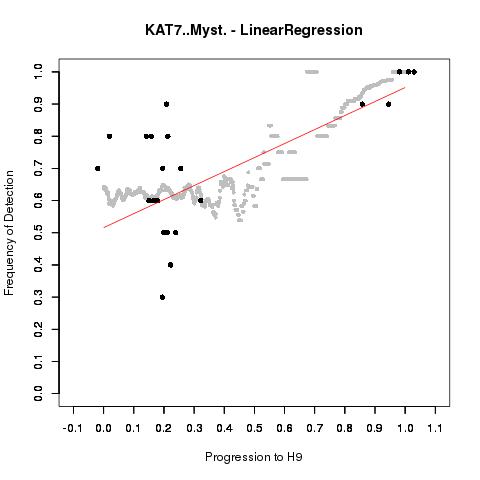 KAT7..Myst. - LinearRegression
Frequency of Detection
1.0
0.9
0.8
0.7
0.6
0.5
0.4
0.3
0.2
0.1
0.0
-0.1 0.0 0.1 0.2 0.3 0.4 0.5 0.6 0.7 0.8 0.9 1.0 1.1
Progression to H9